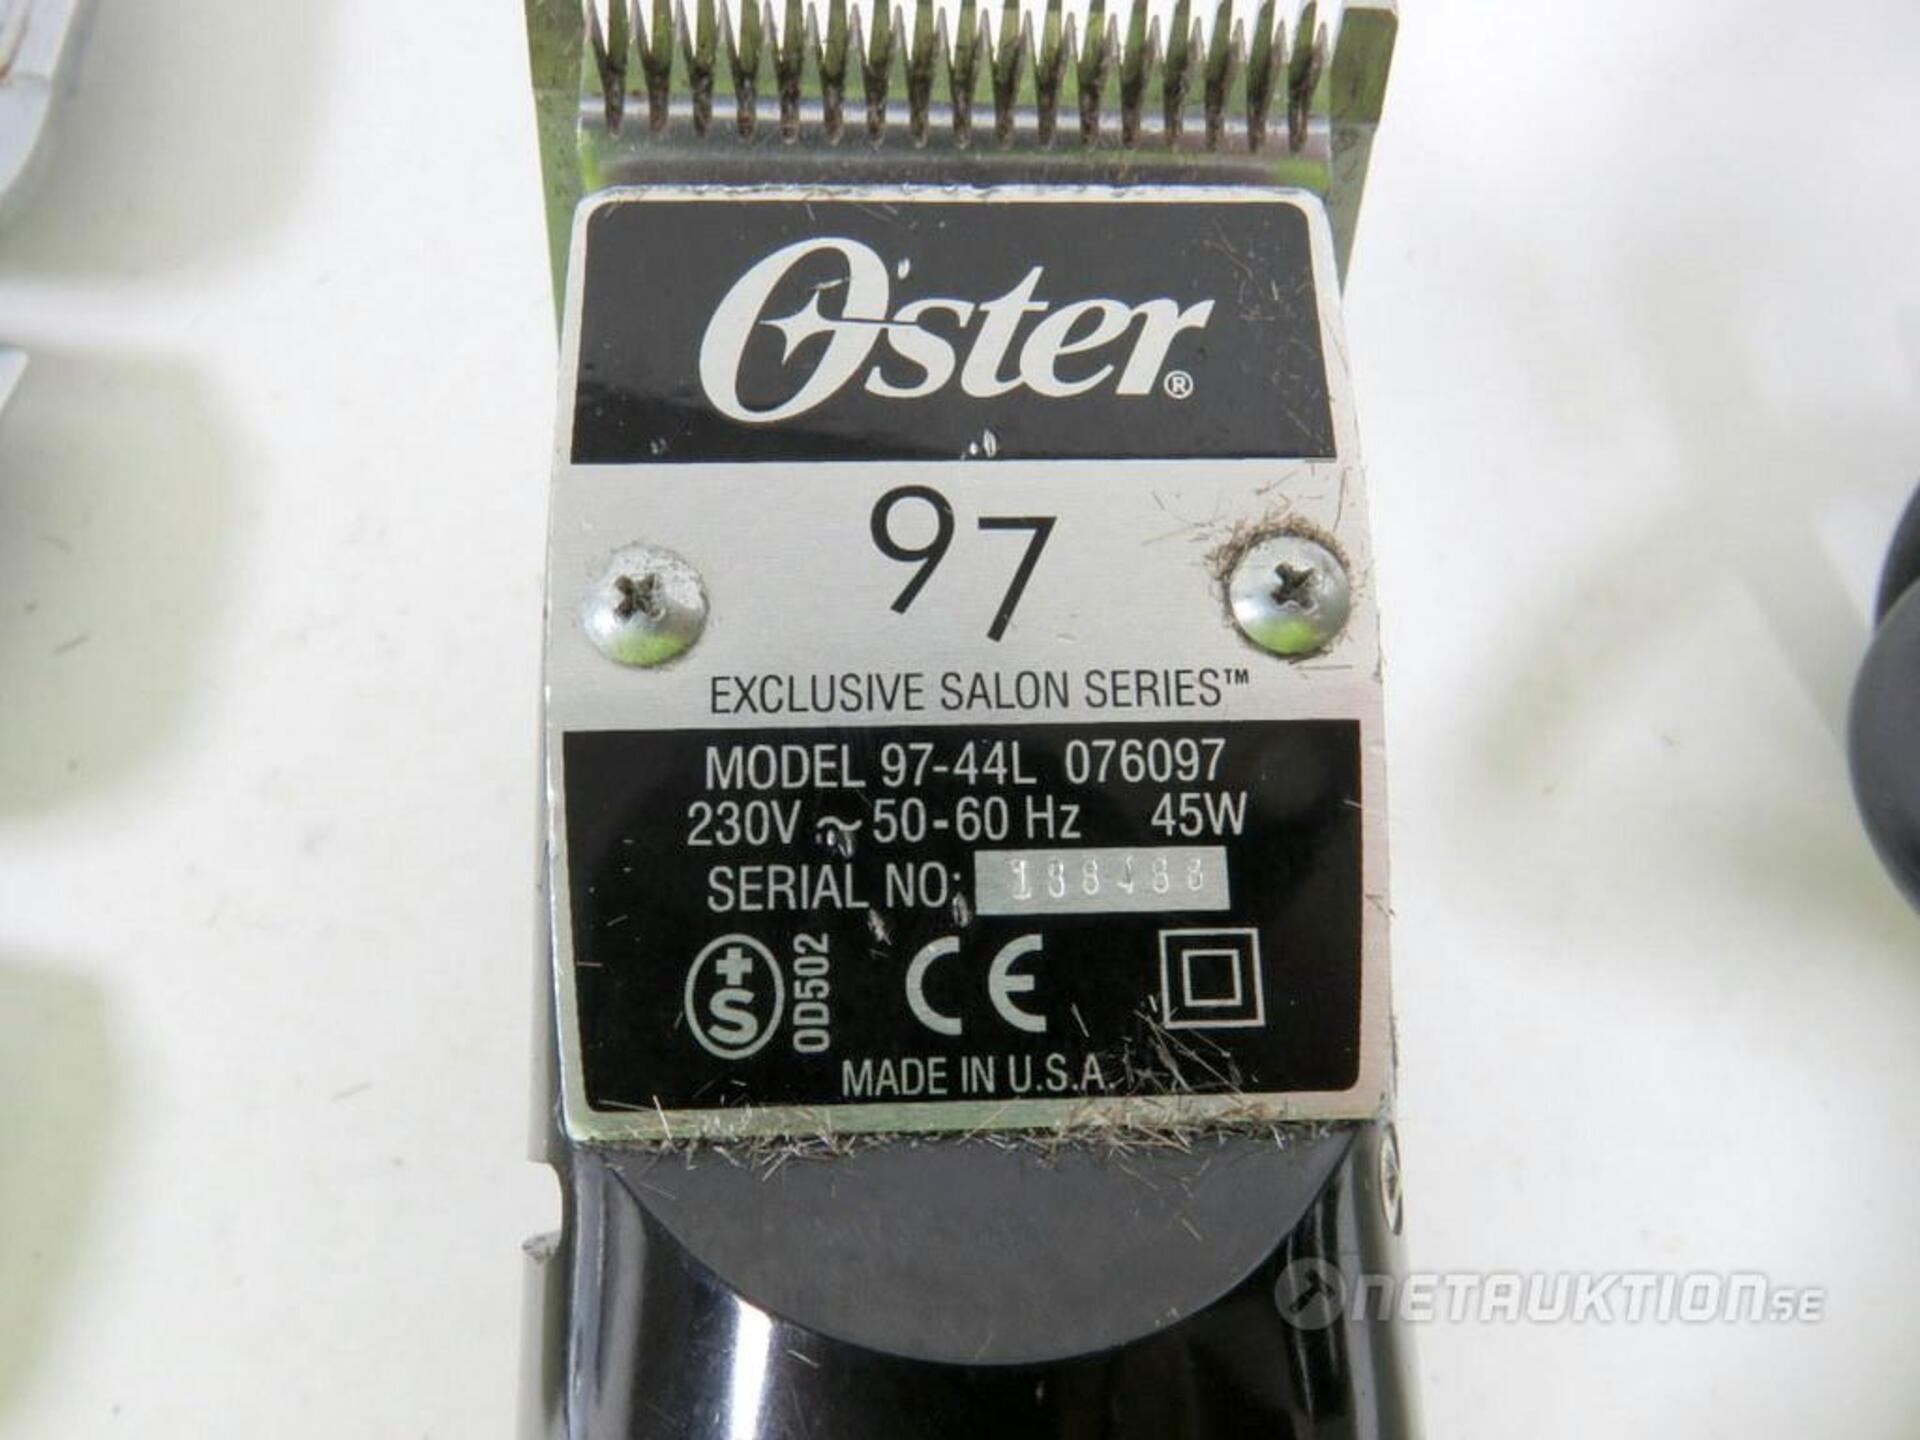 Oster®
97
EXCLUSIVE SALON SERIES™
MODEL 97-44L 076097
230V ~ 50-60 Hz 45W
SERIAL NO:
+S OD502 CE
MADE IN U.S.A.
NETAUKTION.SE